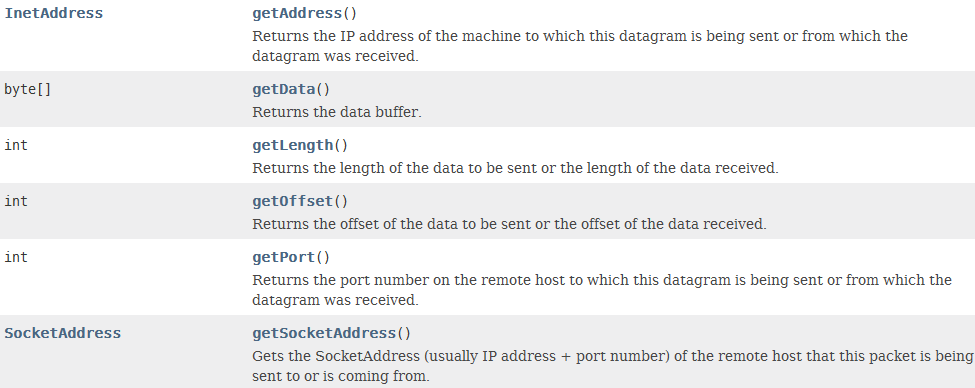 InetAddress getAddress()
Returns the IP address of the machine to which this datagram is being sent or from which the
datagram was received.
byte[] getData()
Returns the data buffer.
int getLength()
Returns the length of the data to be sent or the length of the data received.
int getOffset()
Returns the offset of the data to be sent or the offset of the data received.
int getPort()
Returns the port number on the remote host to which this datagram is being sent or from which the
datagram was received.
SocketAddress getSocketAddress()
Gets the SocketAddress (usually IP address + port number) of the remote host that this packet is being
sent to or is coming from.